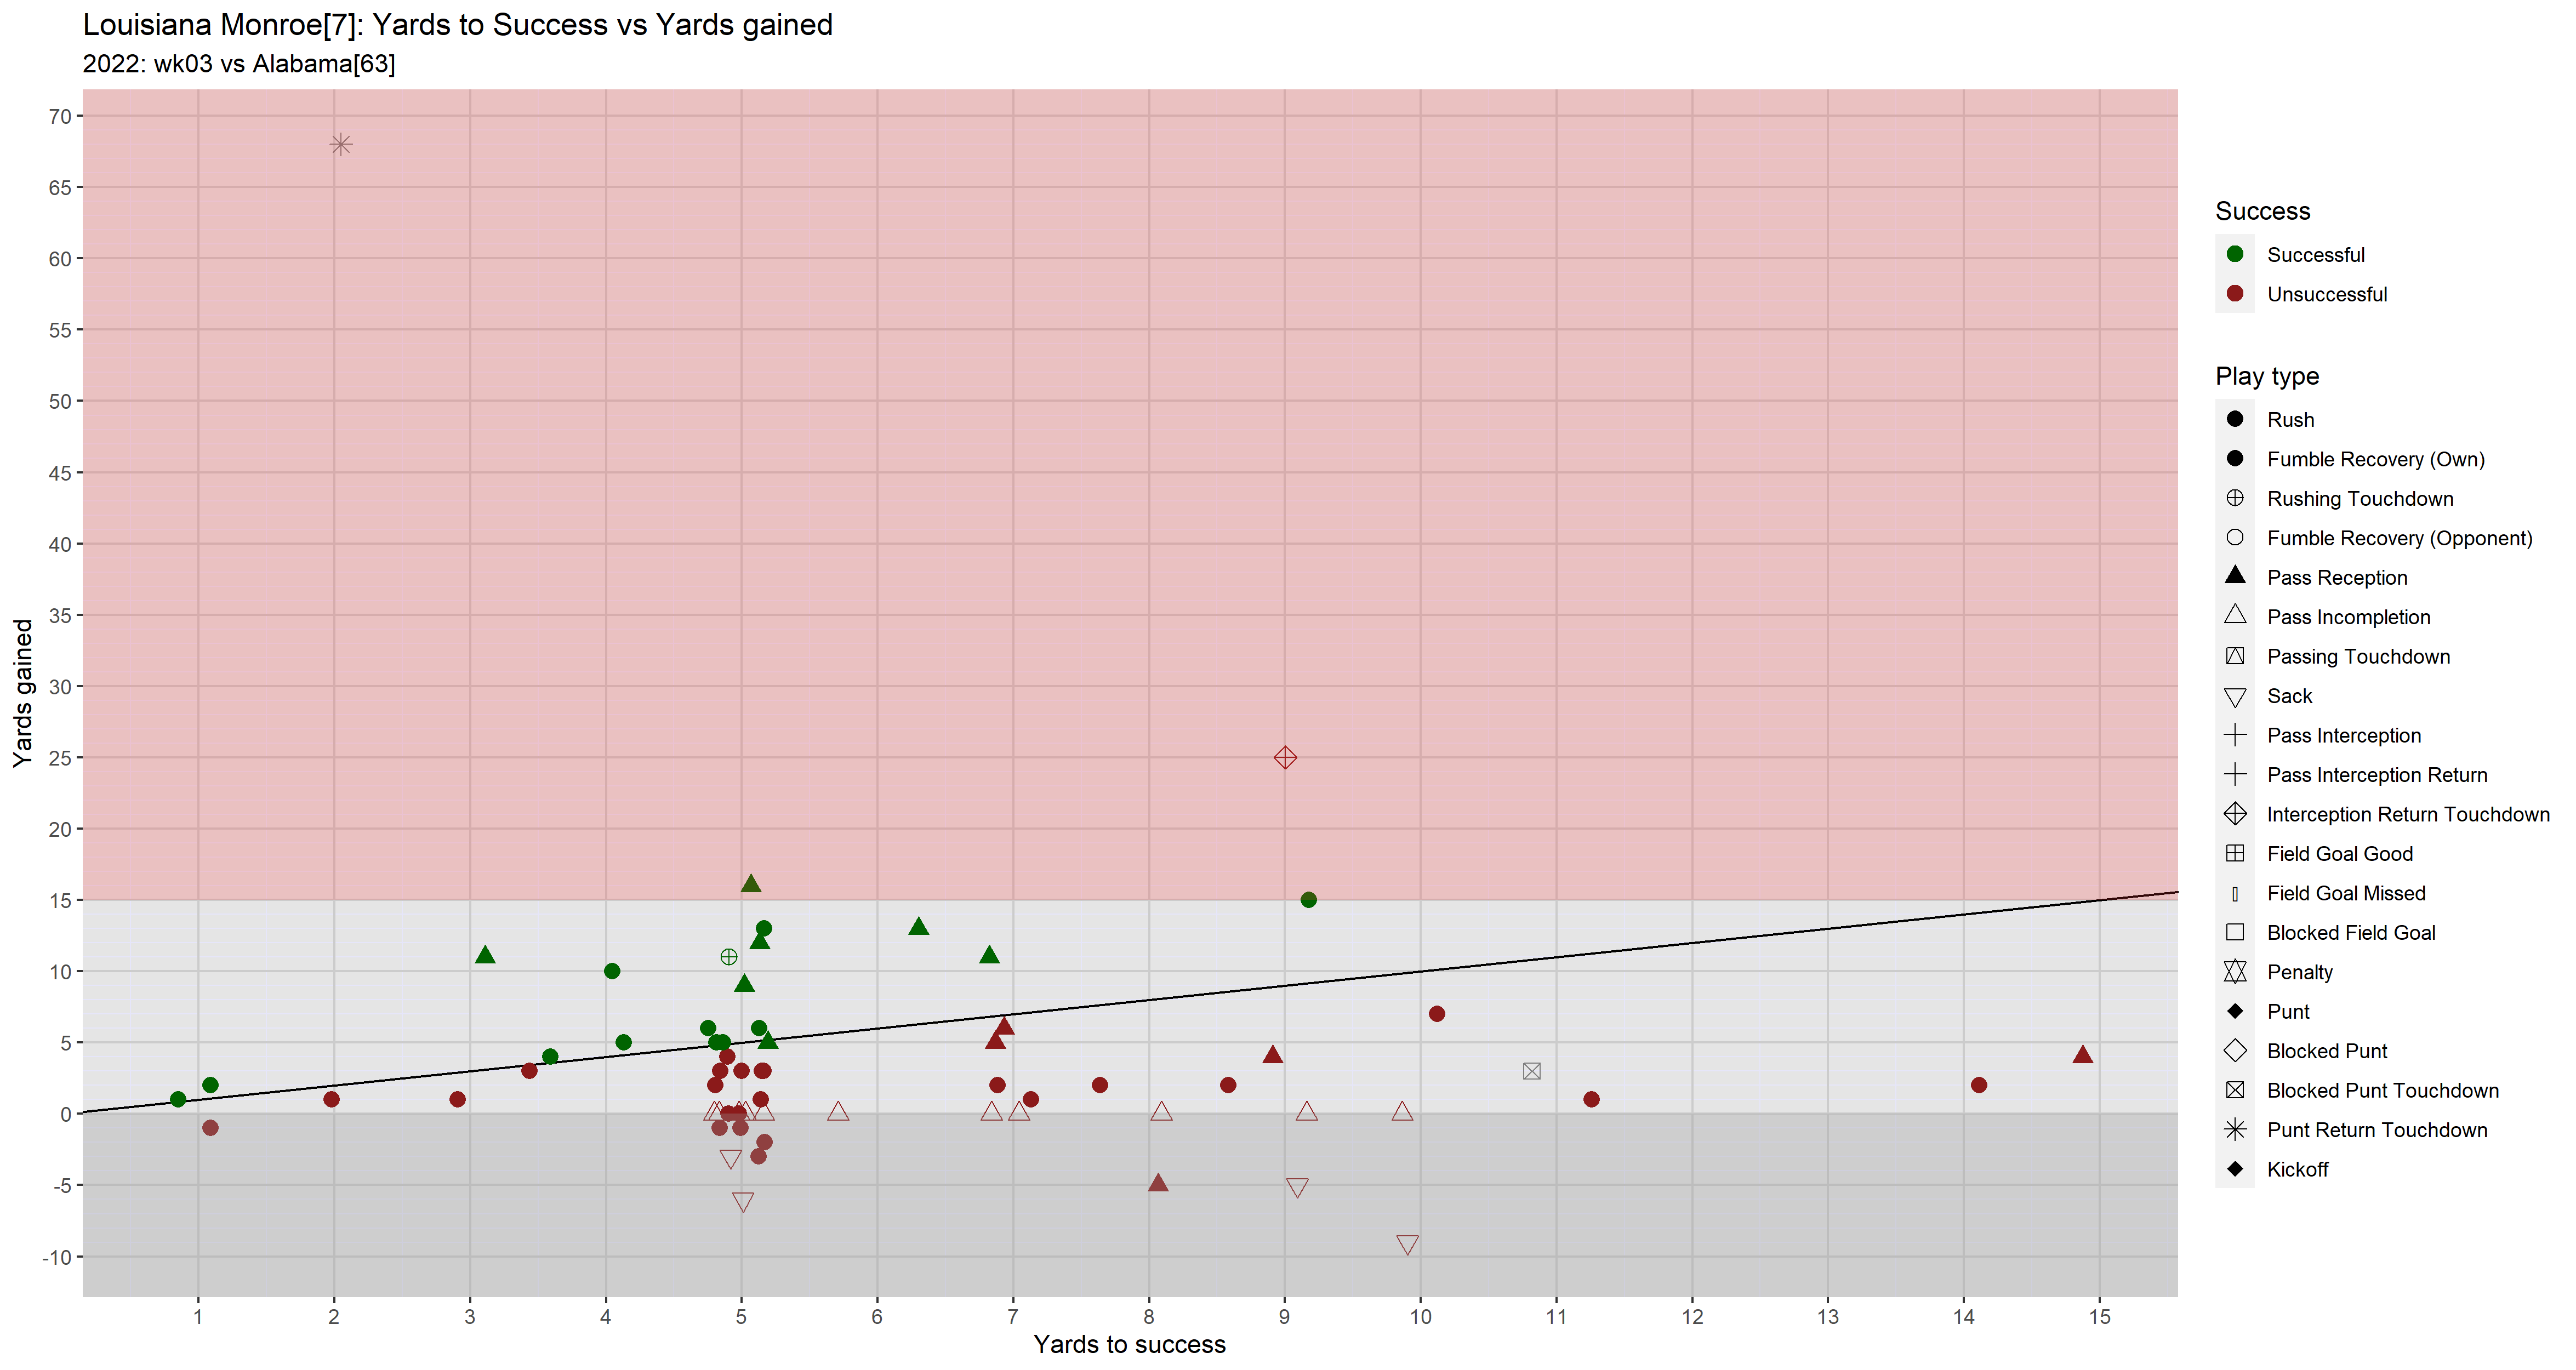 Louisiana Monroe[7]: Yards to Success vs Yards gained
2022: wk03 vs Alabama[63]
Yards gained
70
65
60
55
50
45
40
35
30
25
20
15
10
5
0
-5
-10
1 2 3 4 5 6 7 8 9 10 11 12 13 14 15
Yards to success
Success
Successful
Unsuccessful
Play type
Rush
Fumble Recovery (Own)
Rushing Touchdown
Fumble Recovery (Opponent)
Pass Reception
Pass Incompletion
Passing Touchdown
Sack
Pass Interception
Pass Interception Return
Interception Return Touchdown
Field Goal Good
Field Goal Missed
Blocked Field Goal
Penalty
Punt
Blocked Punt
Blocked Punt Touchdown
Punt Return Touchdown
Kickoff